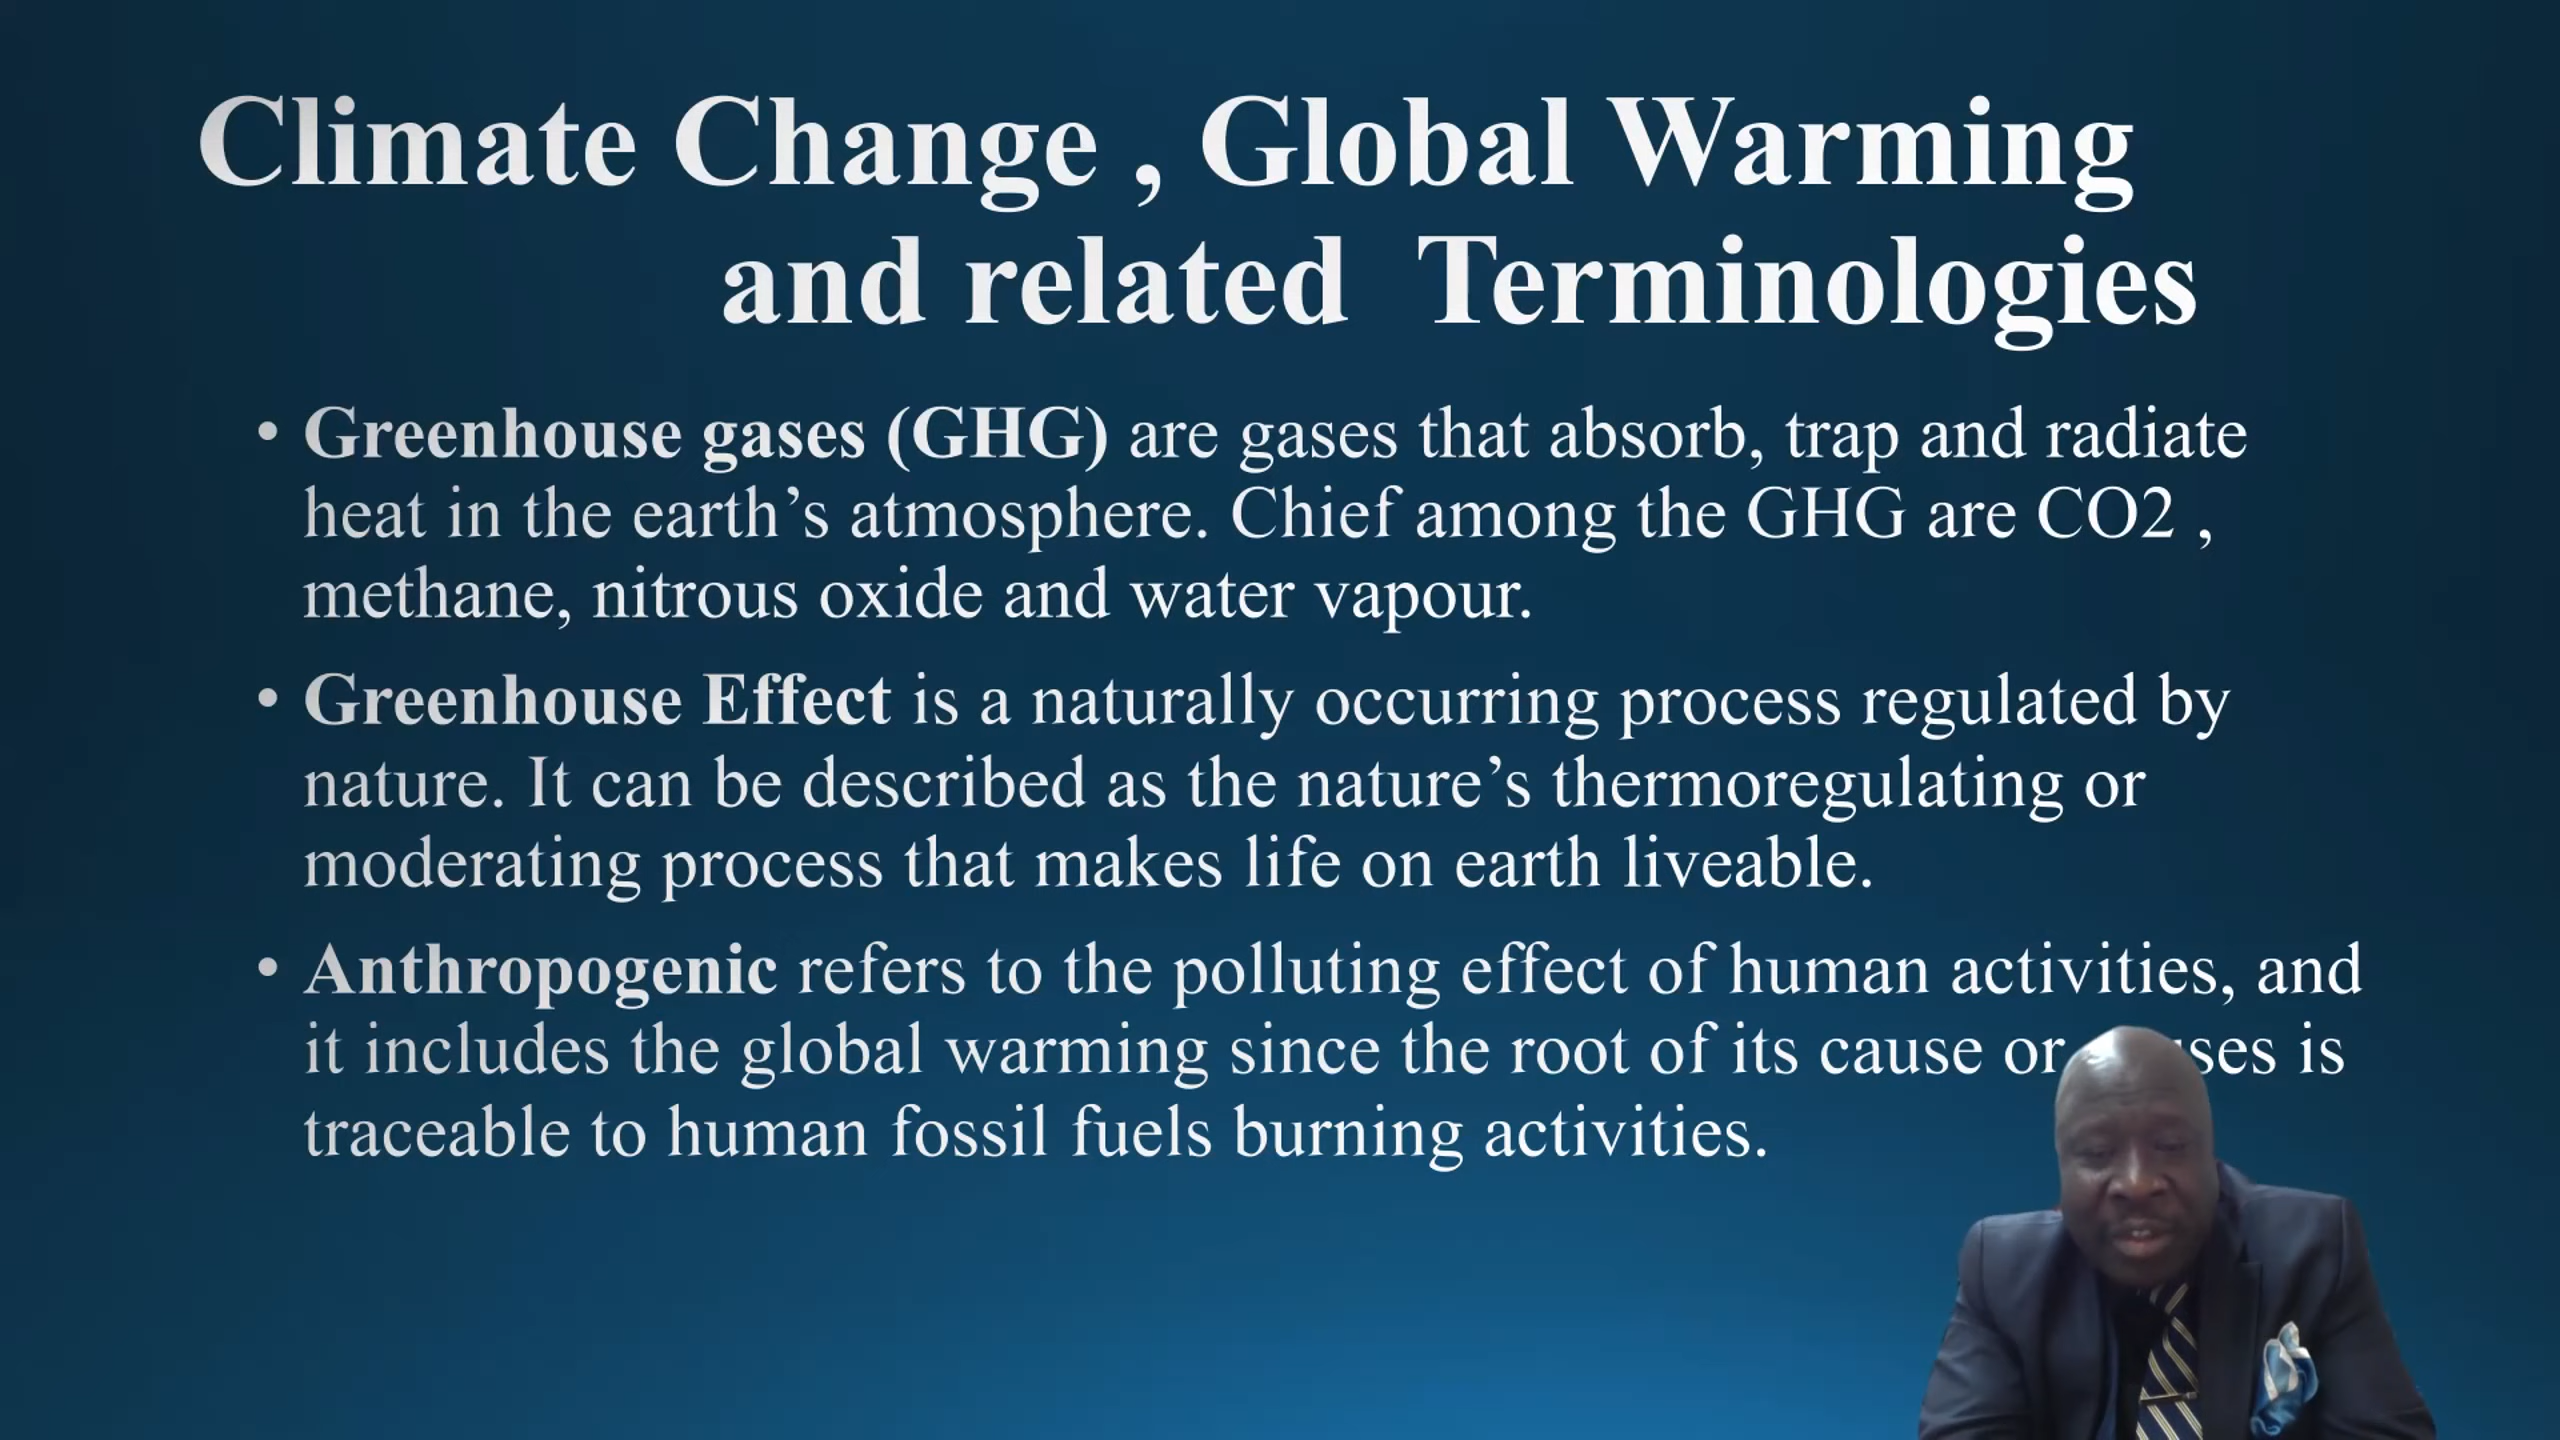 Climate Change , Global Warming
and related Terminologies
• Greenhouse gases (GHG) are gases that absorb, trap and radiate
heat in the earth’s atmosphere. Chief among the GHG are CO2 ,
methane, nitrous oxide and water vapour.
• Greenhouse Effect is a naturally occurring process regulated by
nature. It can be described as the nature’s thermoregulating or
moderating process that makes life on earth liveable.
• Anthropogenic refers to the polluting effect of human activities, and
it includes the global warming since the root of its cause or is
traceable to human fossil fuels burning activities.